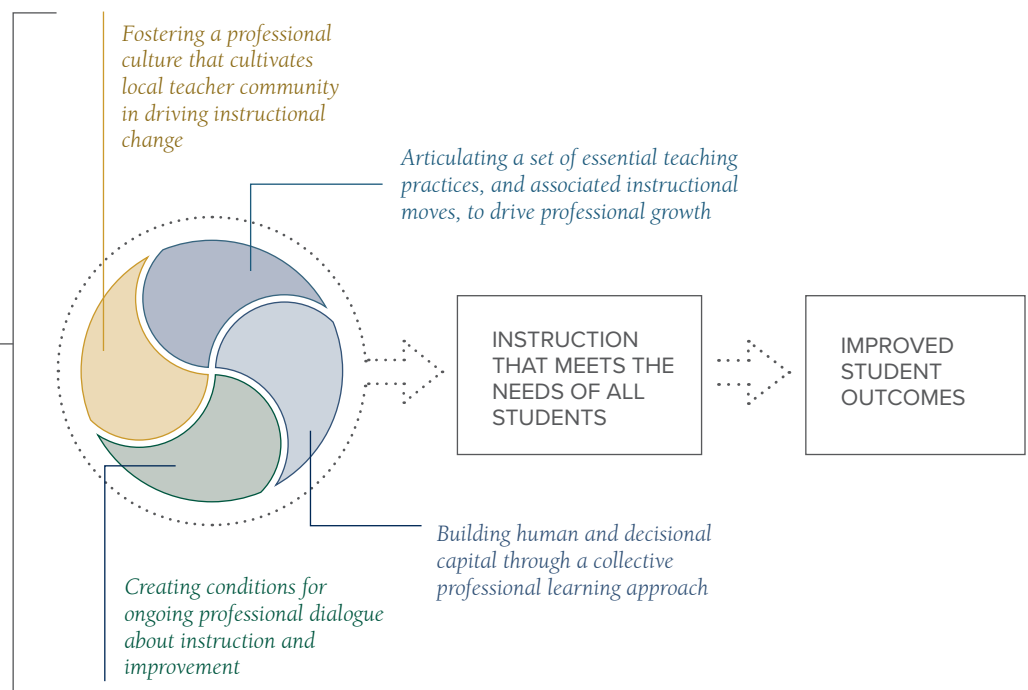 Fostering a professional
culture that cultivates
local teacher community
in driving instructional
change
Articulating a set of essential teaching
practices, and associated instructional
moves, to drive professional growth
INSTRUCTION
THAT MEETS THE
NEEDS OF ALL
STUDENTS
IMPROVED
STUDENT
OUTCOMES
Building human and decisional
capital through a collective
professional learning approach
Creating conditions for
ongoing professional dialogue
about instruction and
improvement